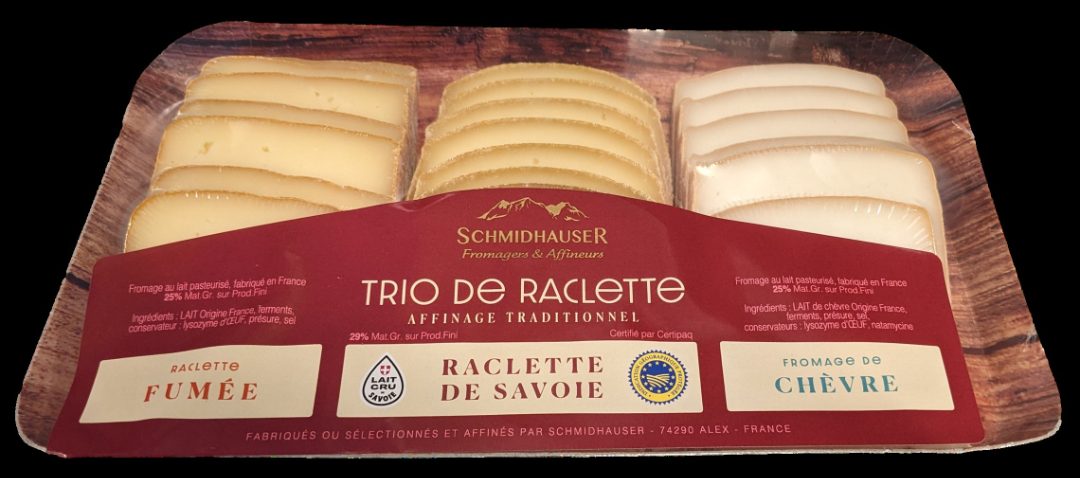 SCHMIDHAUSER
Fromagers & Affineurs
TRIO DE RACLETTE
AFFINAGE TRADITIONNEL
Fromage au lait pasteurisé, fabriqué en France
25% Mat.Gr. sur Prod.Fini
Ingrédients : LAIT Origine France, ferments,
conservateur : lysozyme d'ŒUF, présure, sel
RACLETTE
FUMÉE
29% Mat.Gr. sur Prod.Fini
Certifié par Certipaq
LAIT
CRU
DE
SAVOIE
RACLETTE
DE SAVOIE
INDICATION GÉOGRAPHIQUE PROTÉGÉE
Fromage au lait pasteurisé, fabriqué en France
25% Mat.Gr. sur Prod.Fini
Ingrédients : LAIT de chèvre Origine France,
ferments, présure, sel,
conservateurs : lysozyme d'ŒUF, natamycine
FROMAGE DE
CHÈVRE
FABRIQUÉS OU SÉLECTIONNÉS ET AFFINÉS PAR SCHMIDHAUSER - 74290 ALEX - FRANCE